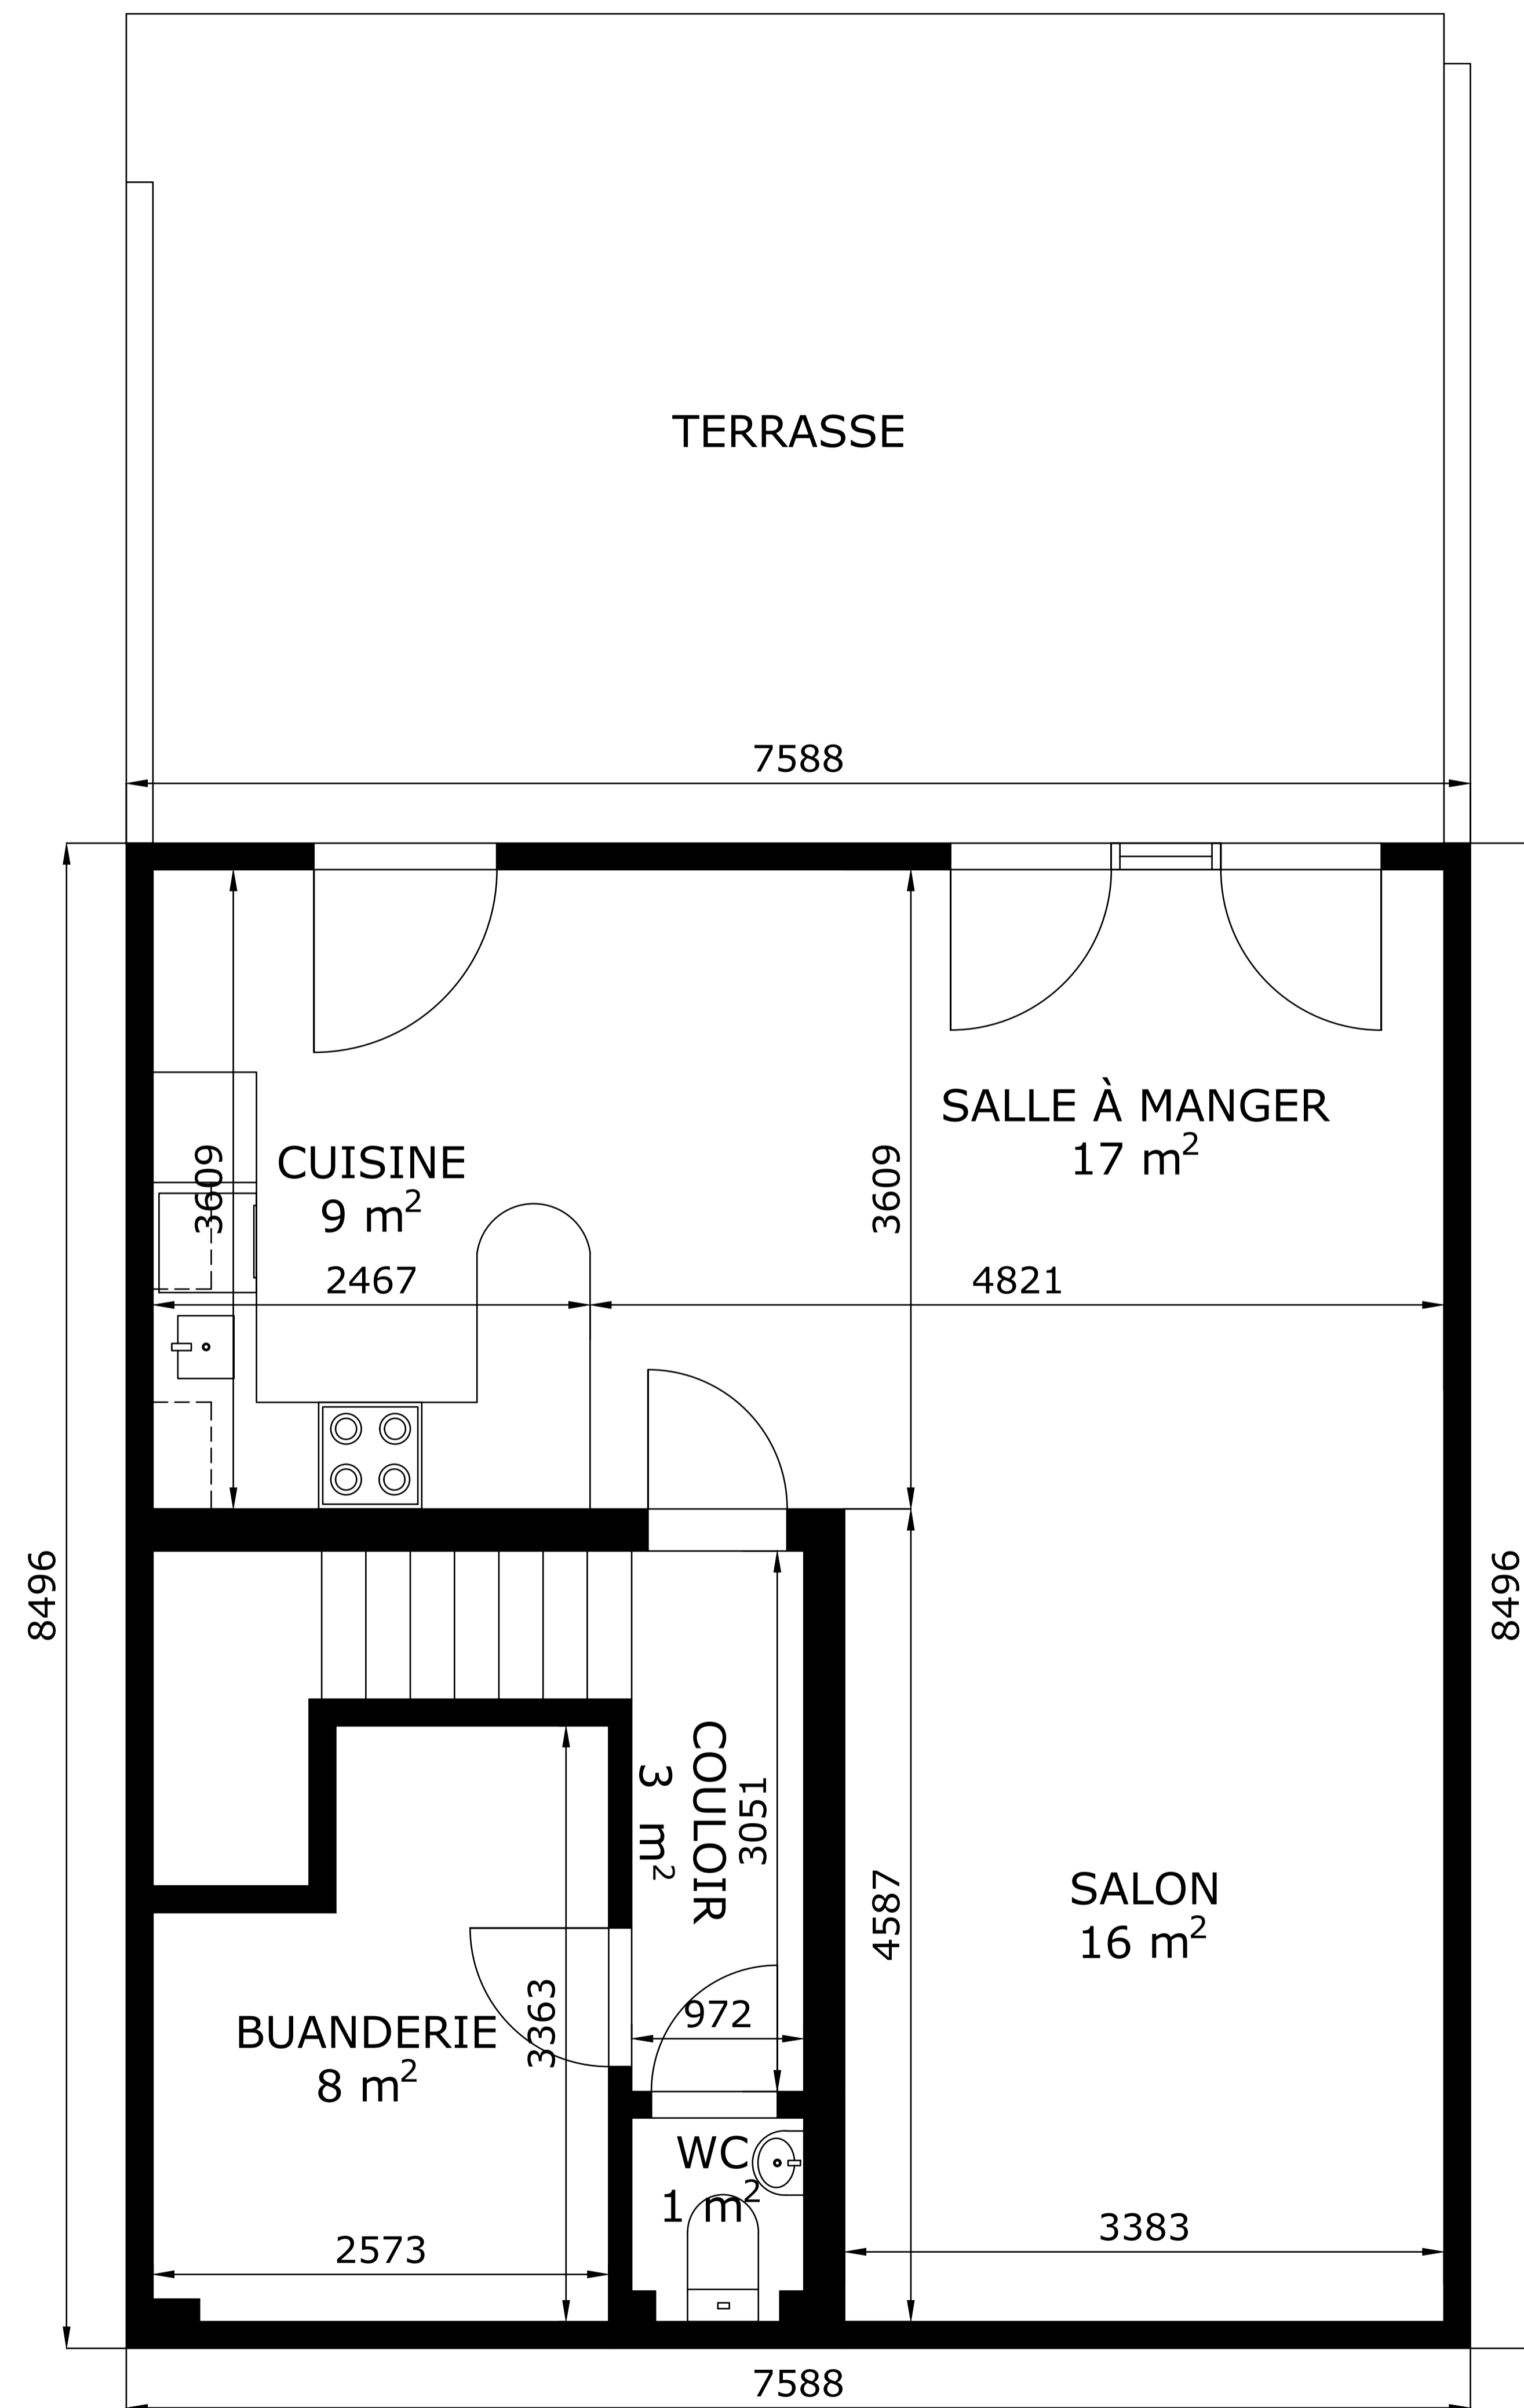 TERRASSE
7588
SALLE À MANGER
17 m²
CUISINE
9 m²
3609
3609
2467
4821
8496
8496
COULOIR
3 m²
3051
4587
SALON
16 m²
3363
972
BUANDERIE
8 m²
WC
1 m²
2573
3383
7588